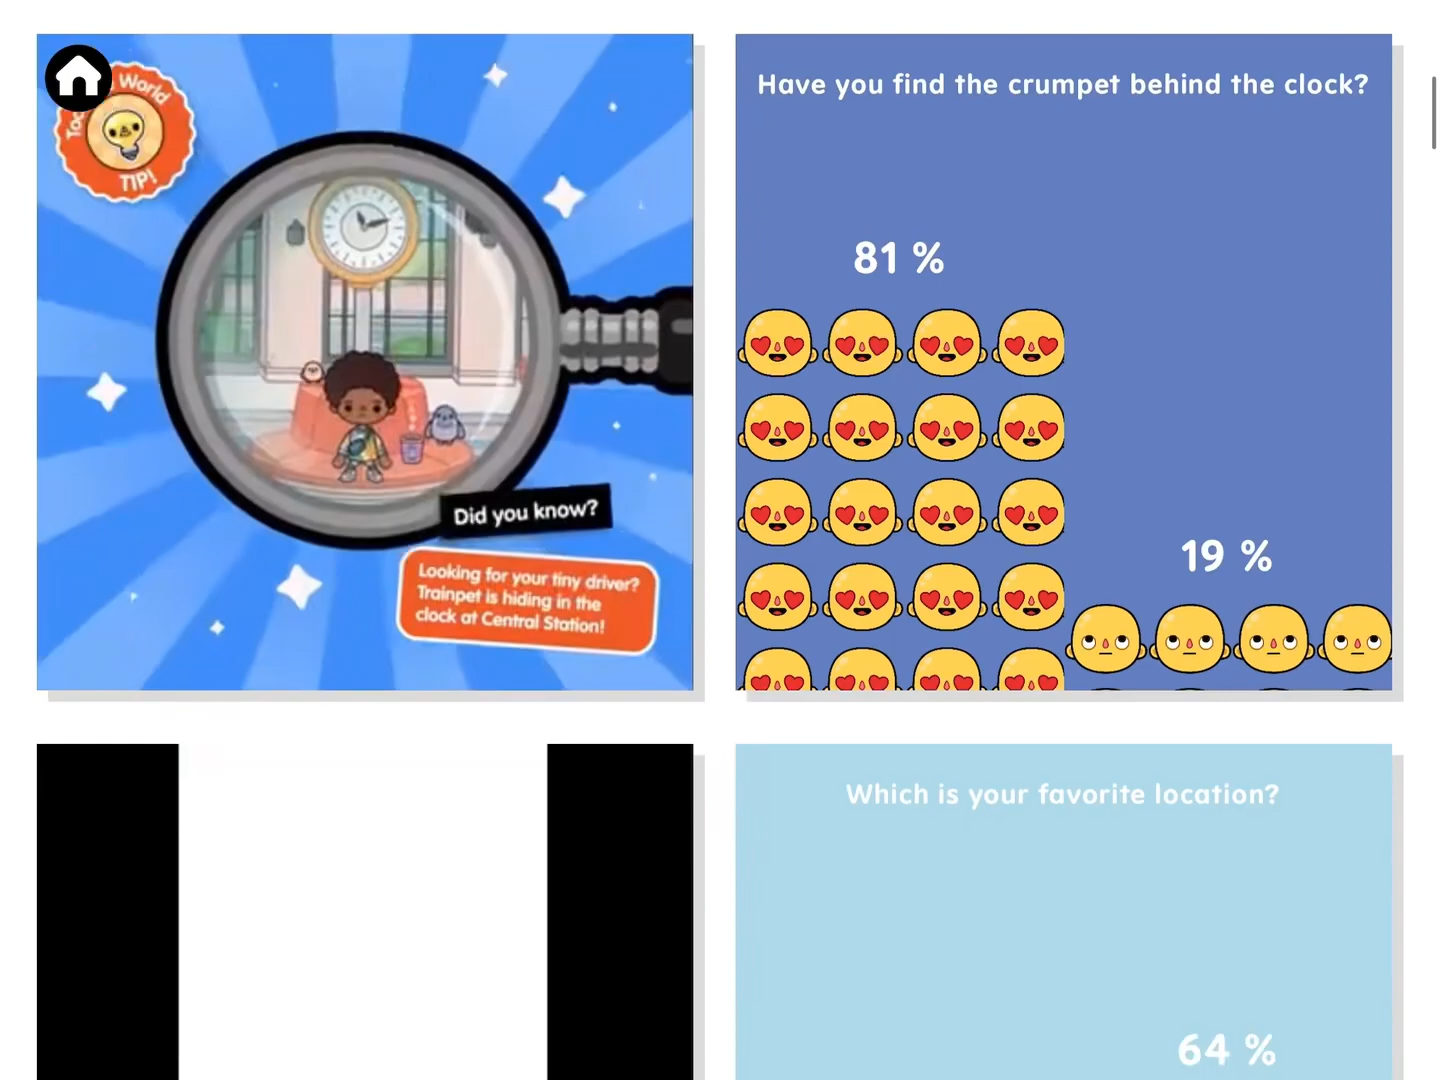 World
TIP!
Did you know?
Looking for your tiny driver?
Trainpet is hiding in the
clock at Central Station!
Have you find the crumpet behind the clock?
81 %
19 %
Which is your favorite location?
64 %